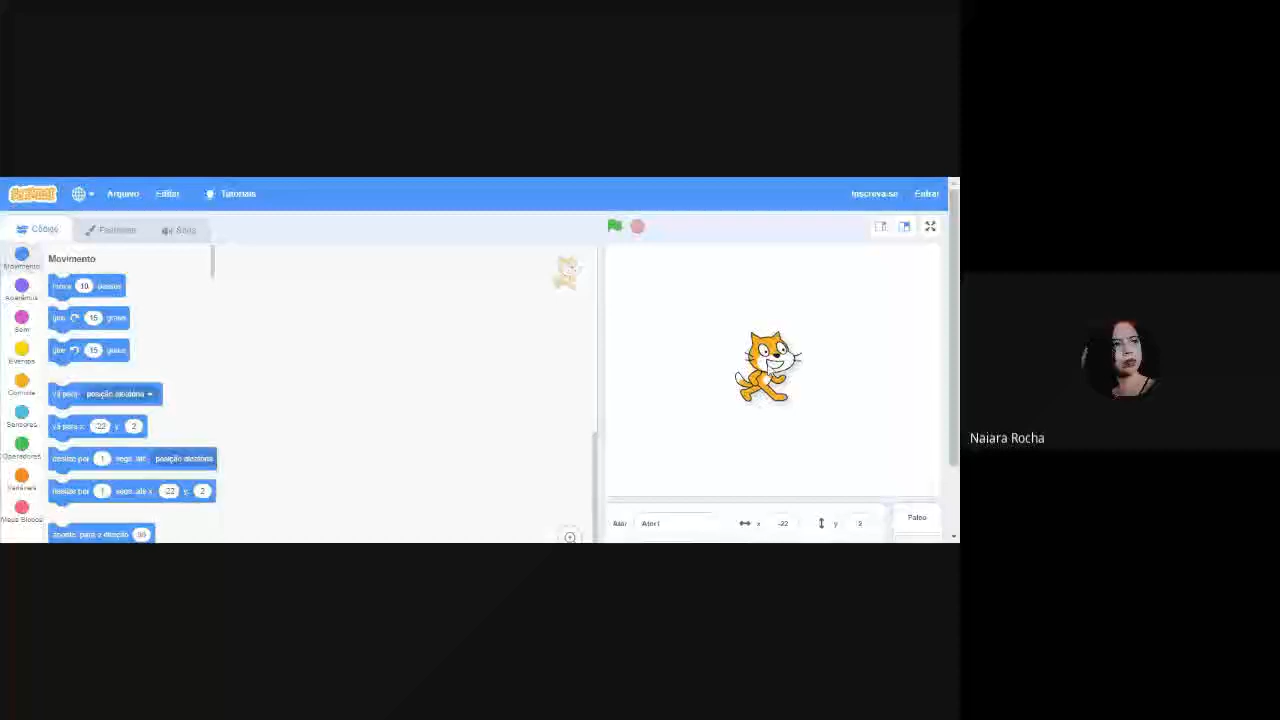 SCRATCH
Arquivo
Editar
Tutoriais
Inscreva-se
Entrar
Código
Fantasias
Sons
Movimento
Movimento
mova 10 passos
Aparência
gire 15 graus
Som
gire 15 graus
Eventos
vá para posição aleatória
Controle
vá para x: -22 y: 2
Sensores
deslize por 1 segs. até posição aleatória
Operadores
deslize por 1 segs. até x: -22 y: 2
Variáveis
Meus Blocos
aponte para a direção 90
Ator
Ator1
x -22
y 2
Palco
Naiara Rocha